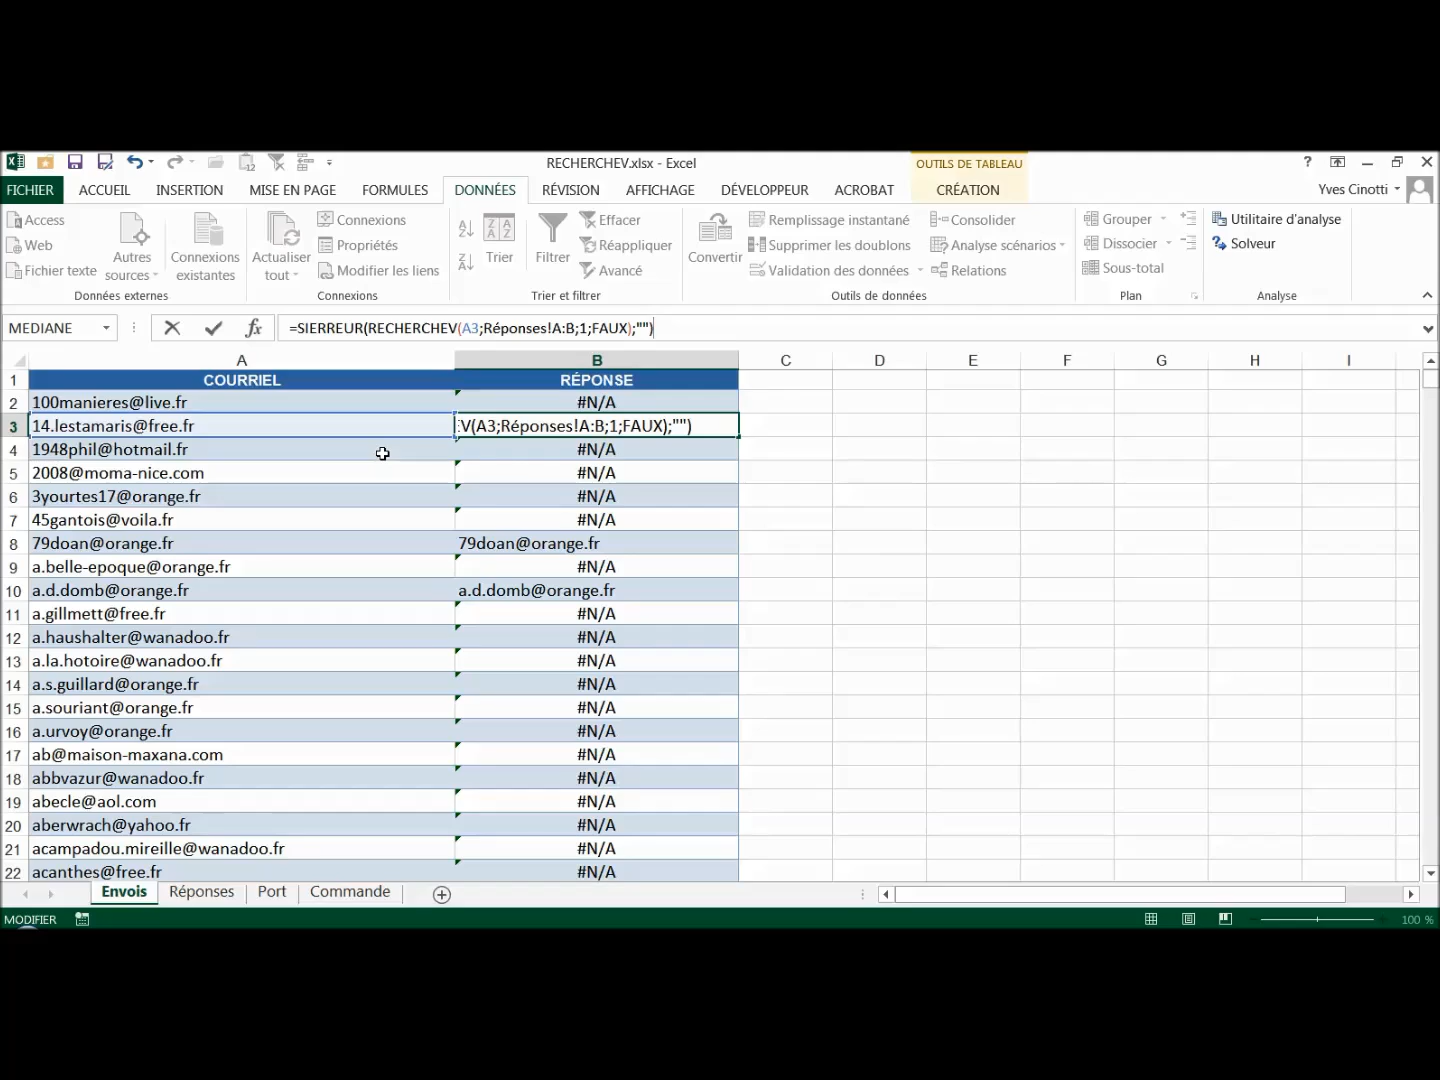 RECHERCHEV.xlsx - Excel
OUTILS DE TABLEAU
FICHIER ACCUEIL INSERTION MISE EN PAGE FORMULES DONNÉES RÉVISION AFFICHAGE DÉVELOPPEUR ACROBAT CRÉATION Yves Cinotti
Access
Web
Fichier texte
Autres sources
Connexions existantes
Données externes
Actualiser tout
Connexions
Propriétés
Modifier les liens
Connexions
Trier
Filtrer
Effacer
Réappliquer
Avancé
Trier et filtrer
Convertir
Remplissage instantané
Supprimer les doublons
Validation des données
Consolider
Analyse scénarios
Relations
Outils de données
Grouper
Dissocier
Sous-total
Plan
Utilitaire d'analyse
Solveur
Analyse
MEDIANE fx =SIERREUR(RECHERCHEV(A3;Réponses!A:B;1;FAUX);"")
A B C D E F G H I
1 COURRIEL RÉPONSE
2 100manieres@live.fr #N/A
3 14.lestamaris@free.fr EV(A3;Réponses!A:B;1;FAUX);"")
4 1948phil@hotmail.fr #N/A
5 2008@moma-nice.com #N/A
6 3yourtes17@orange.fr #N/A
7 45gantois@voila.fr #N/A
8 79doan@orange.fr 79doan@orange.fr
9 a.belle-epoque@orange.fr #N/A
10 a.d.domb@orange.fr a.d.domb@orange.fr
11 a.gillmett@free.fr #N/A
12 a.haushalter@wanadoo.fr #N/A
13 a.la.hotoire@wanadoo.fr #N/A
14 a.s.guillard@orange.fr #N/A
15 a.souriant@orange.fr #N/A
16 a.urvoy@orange.fr #N/A
17 ab@maison-maxana.com #N/A
18 abbvazur@wanadoo.fr #N/A
19 abecle@aol.com #N/A
20 aberwrach@yahoo.fr #N/A
21 acampadou.mireille@wanadoo.fr #N/A
22 acanthes@free.fr #N/A
Envois Réponses Port Commande
MODIFIER 100 %